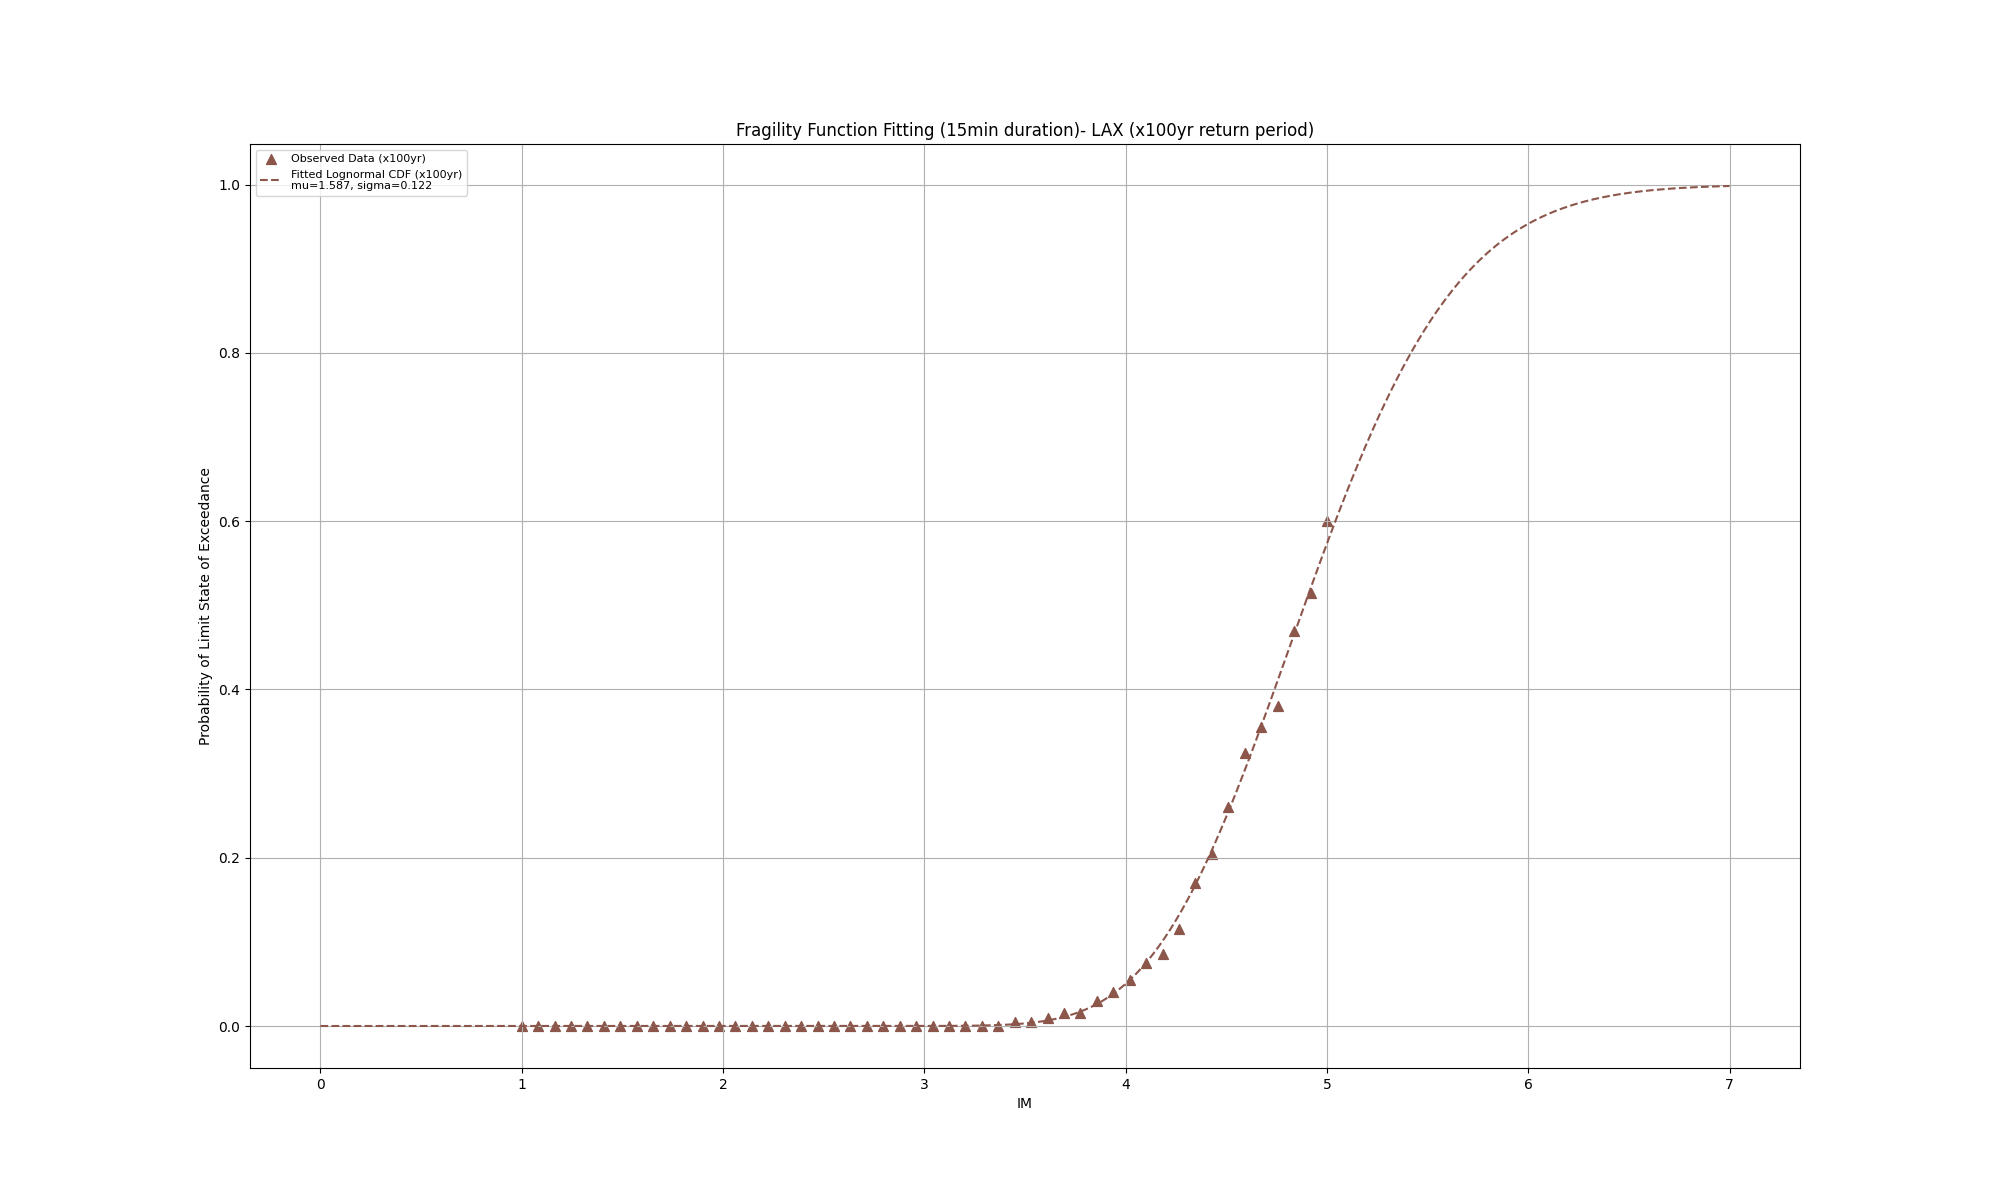 Fragility Function Fitting (15min duration)- LAX (x100yr return period)
Observed Data (x100yr)
Fitted Lognormal CDF (x100yr)
mu=1.587, sigma=0.122
Probability of Limit State of Exceedance
1.0
0.8
0.6
0.4
0.2
0.0
0 1 2 3 4 5 6 7
IM